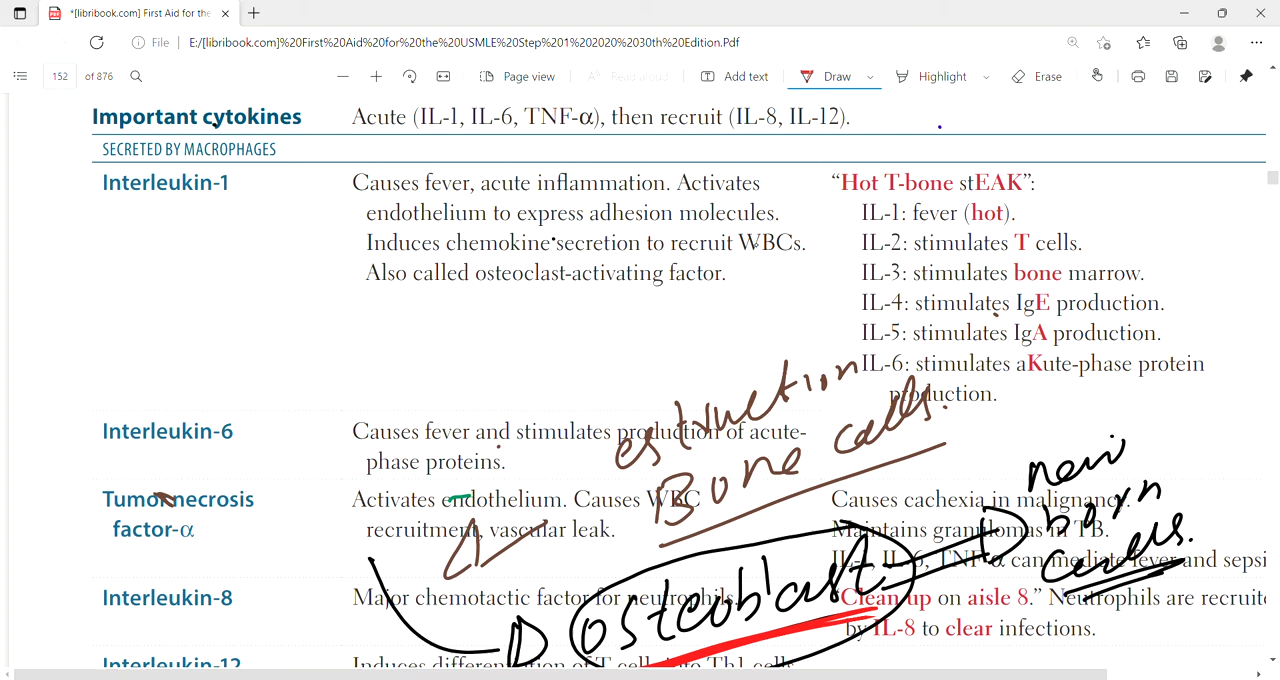 *[libribook.com] First Aid for the
File E:/[libribook.com]%20First%20Aid%20for%20the%20USMLE%20Step%201%202020%2030th%20Edition.Pdf
152 of 876 Page view Read aloud Add text Draw Highlight Erase
Important cytokines Acute (IL-1, IL-6, TNF-α), then recruit (IL-8, IL-12).
SECRETED BY MACROPHAGES
Interleukin-1 Causes fever, acute inflammation. Activates
endothelium to express adhesion molecules.
Induces chemokine secretion to recruit WBCs.
Also called osteoclast-activating factor.
“Hot T-bone stEAK”:
IL-1: fever (hot).
IL-2: stimulates T cells.
IL-3: stimulates bone marrow.
IL-4: stimulates IgE production.
IL-5: stimulates IgA production.
IL-6: stimulates aKute-phase protein
production.
Interleukin-6 Causes fever and stimulates production of acute-
phase proteins.
Tumor necrosis
factor-α
Activates endothelium. Causes WBC
recruitment, vascular leak.
Causes cachexia in malignancy.
Maintains granulomas in TB.
IL-1, IL-6, TNF-α can mediate fever and sepsi
Interleukin-8 Major chemotactic factor for neutrophils.
“Clean up on aisle 8.” Neutrophils are recruite
by IL-8 to clear infections.
Interleukin-12 Induces differentiation of T cells into Th1 cells
estruction
Bone cells.
Osteoblast
new
born